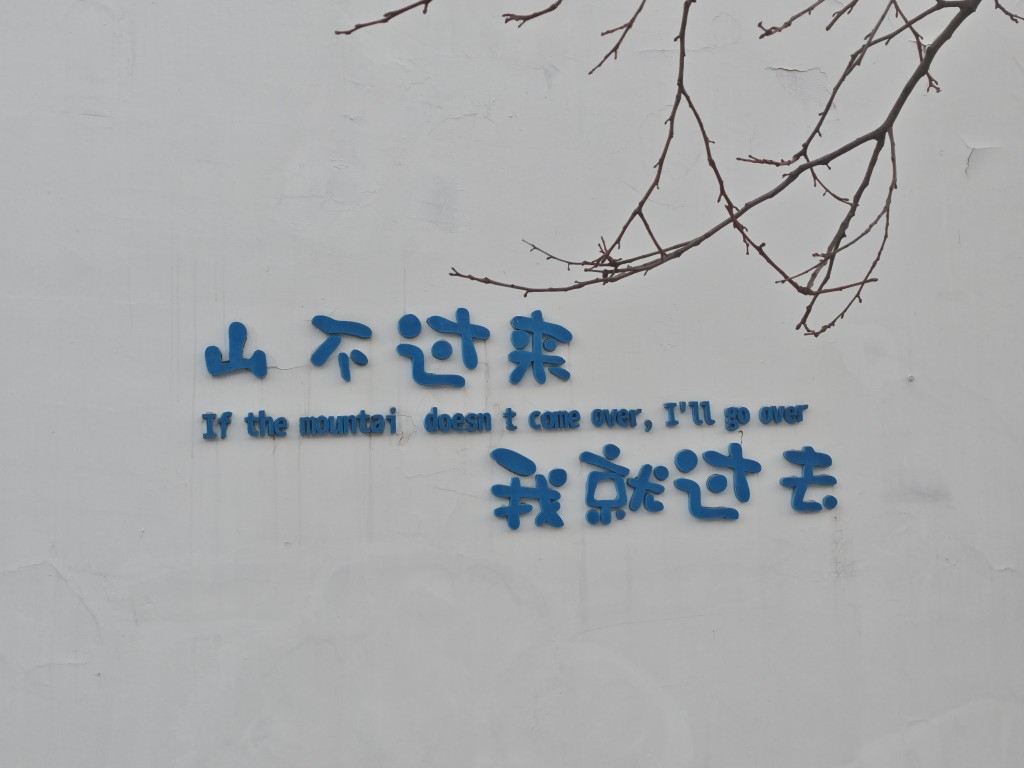 山不过来
If the mountai doesn t come over, I'll go over
我就过去